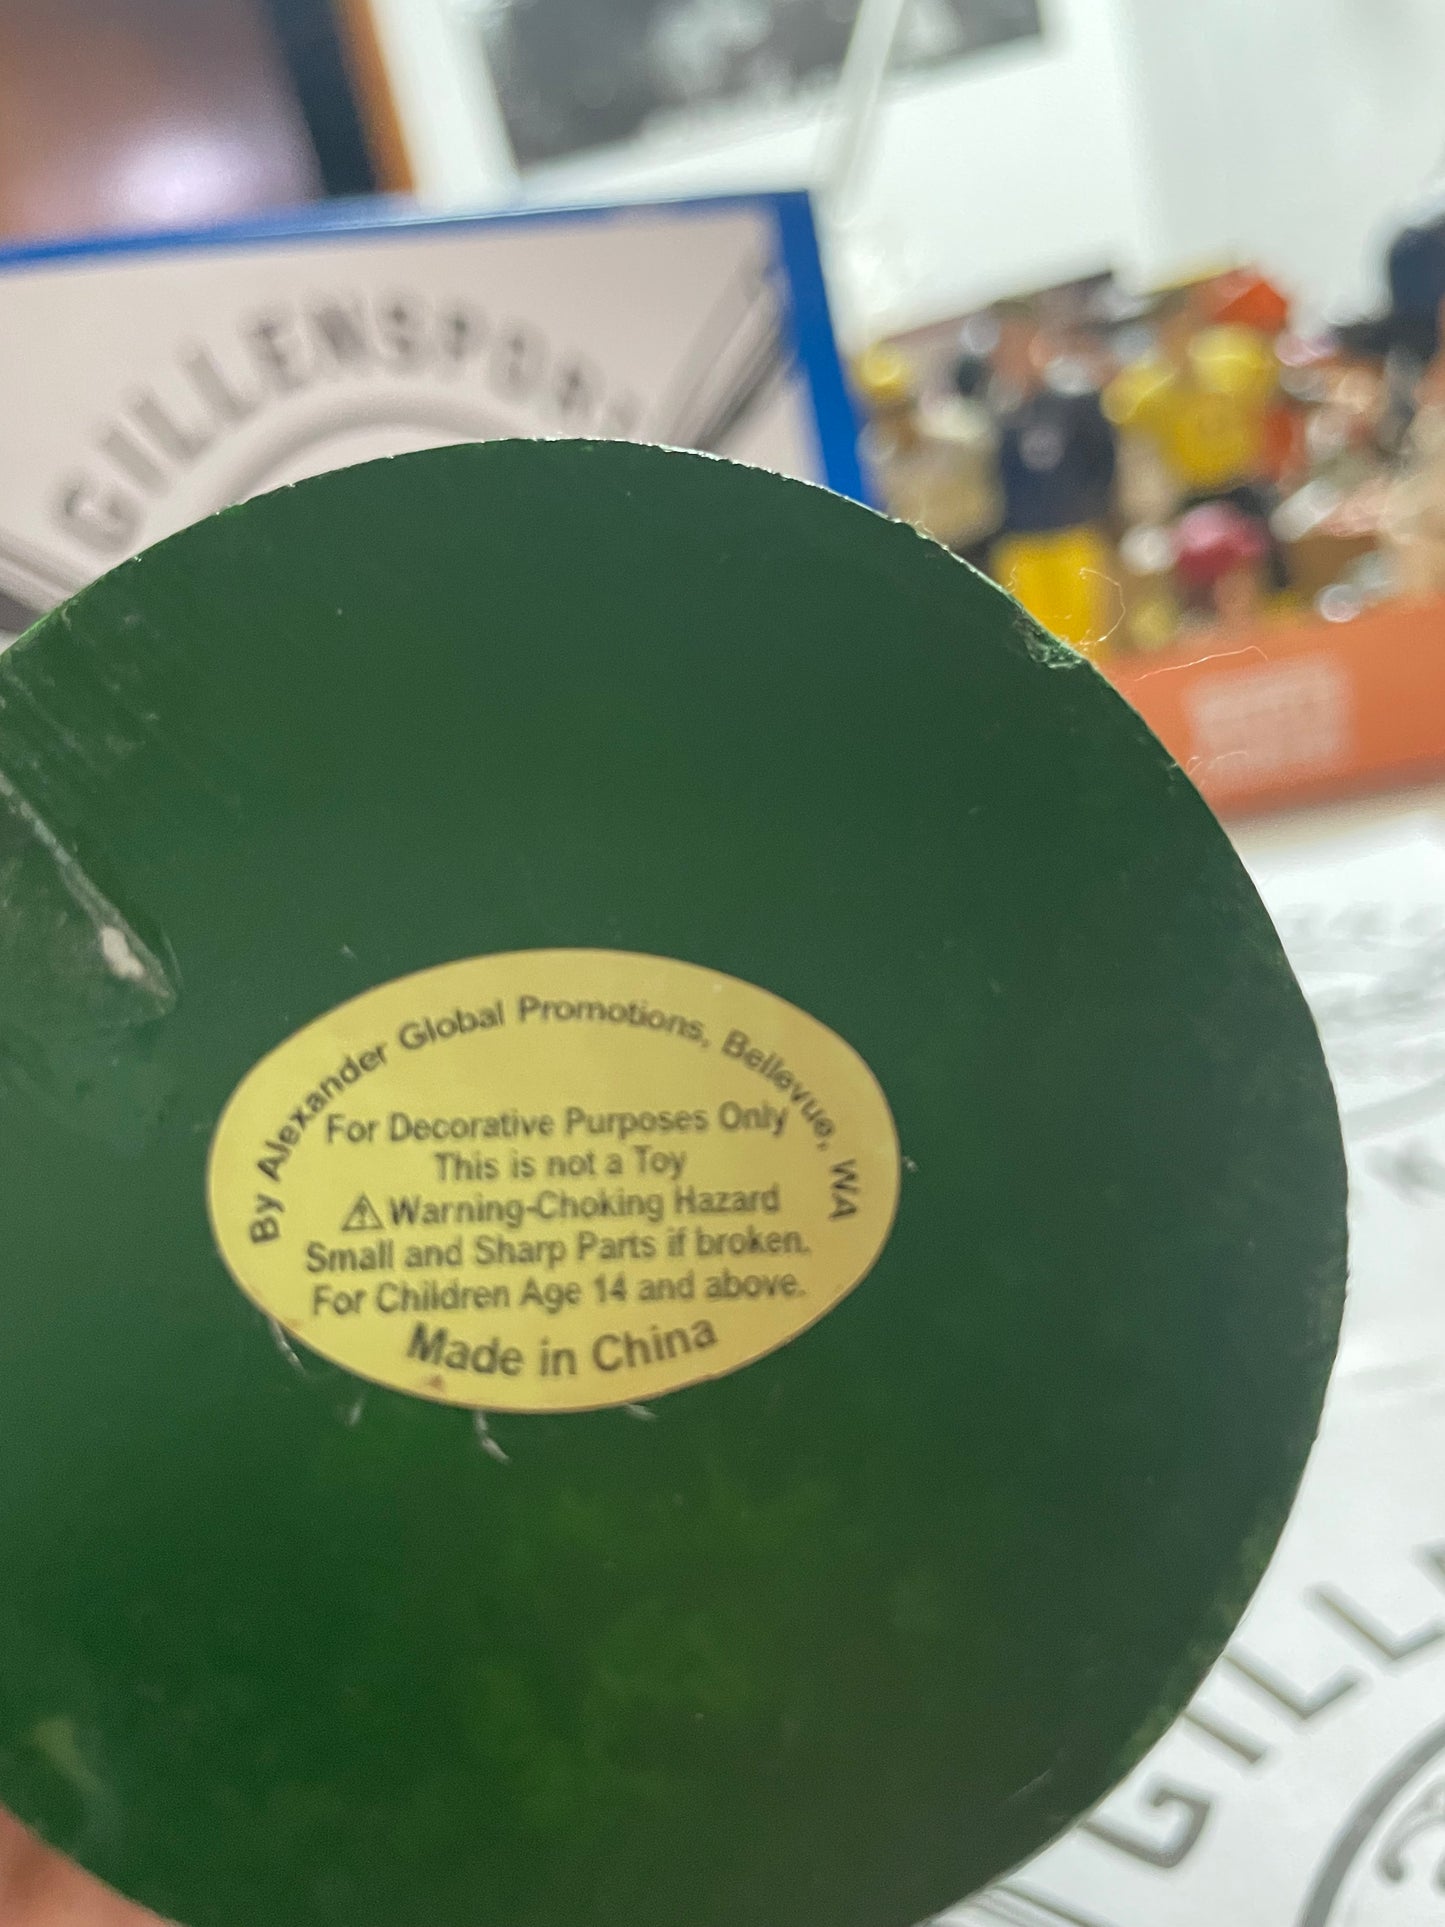 GILLENSPOR
By Alexander Global Promotions, Bellevue, WA
For Decorative Purposes Only
This is not a Toy
⚠ Warning-Choking Hazard
Small and Sharp Parts if broken.
For Children Age 14 and above.
Made in China
GILL